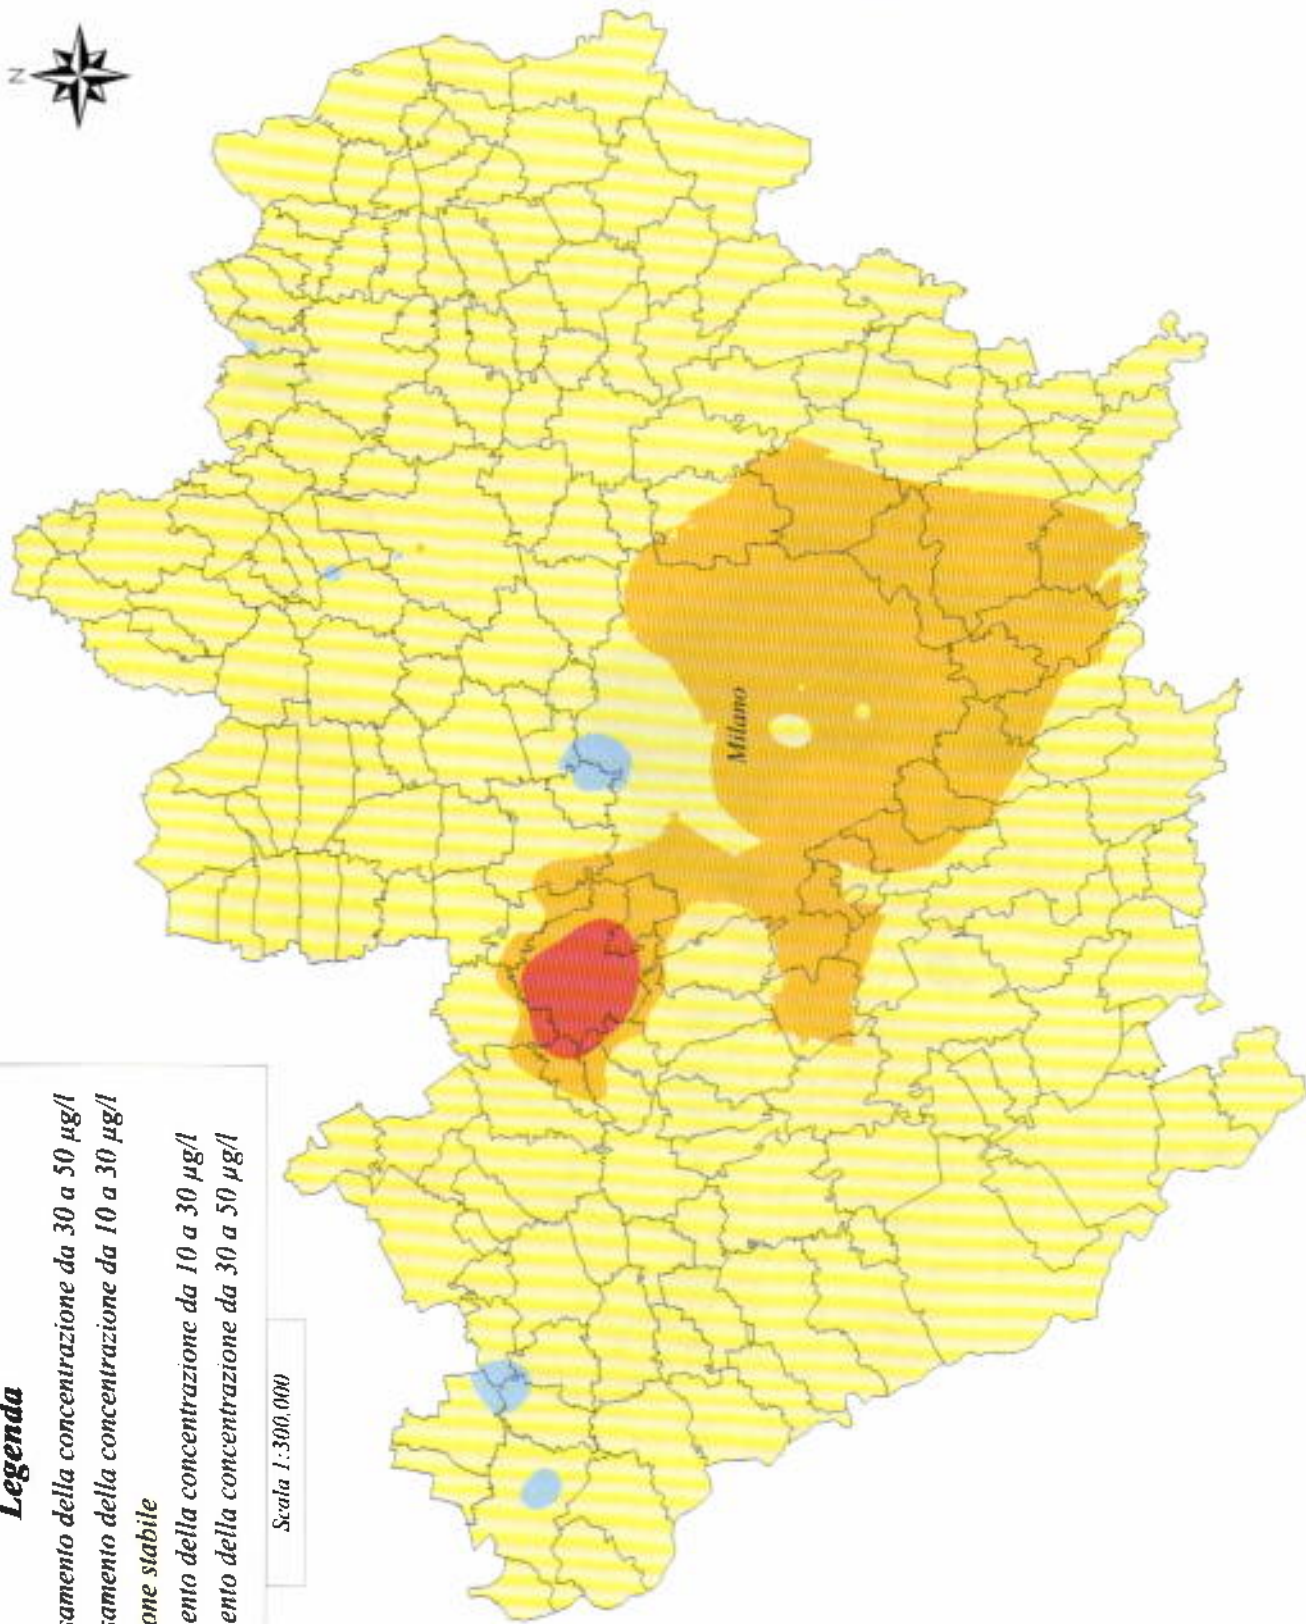 N
Legenda
amento della concentrazione da 30 a 50 µg/l
amento della concentrazione da 10 a 30 µg/l
one stabile
ento della concentrazione da 10 a 30 µg/l
ento della concentrazione da 30 a 50 µg/l
Scala 1:300.000
Milano